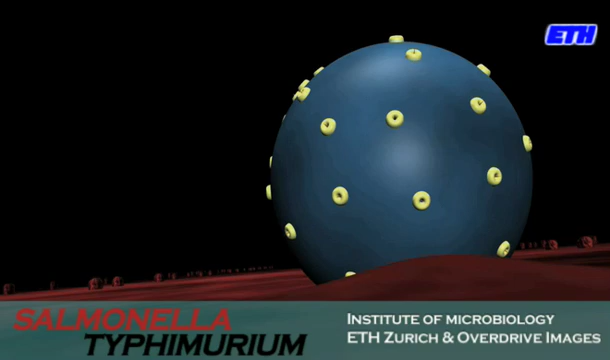 ETH
SALMONELLA
TYPHIMURIUM
INSTITUTE OF MICROBIOLOGY
ETH ZURICH & OVERDRIVE IMAGES